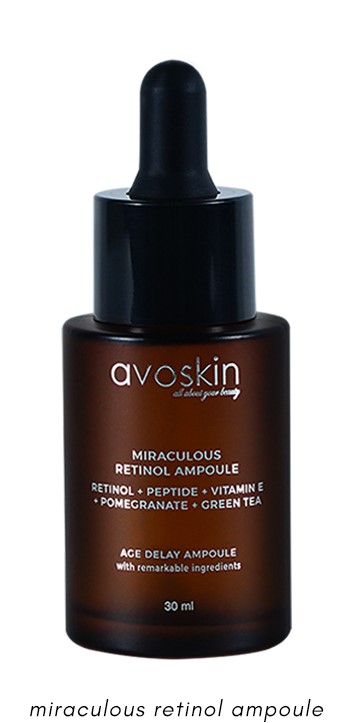 avoskin
all about your beauty
MIRACULOUS
RETINOL AMPOULE
RETINOL + PEPTIDE + VITAMIN E
+ POMEGRANATE + GREEN TEA
AGE DELAY AMPOULE
with remarkable ingredients
30 ml
miraculous retinol ampoule